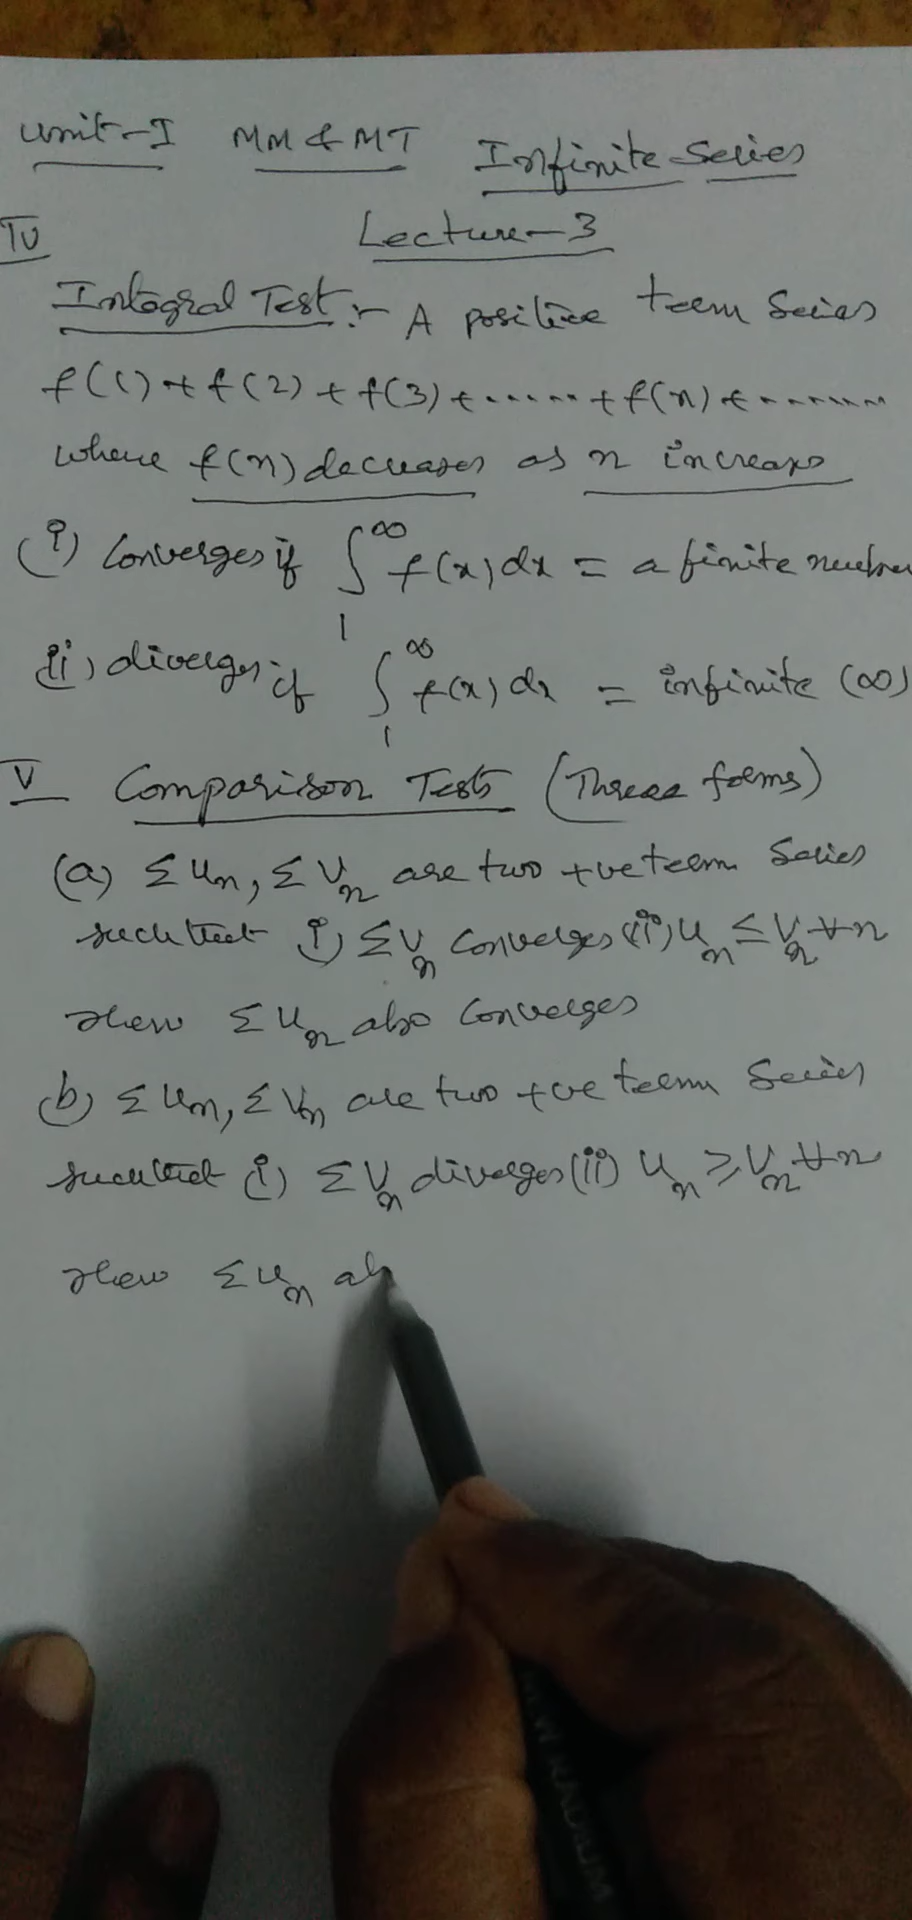 Unit-I MM & MT Infinite Series
Lecture-3
IV
Integral Test:- A positive term Series
f(1) + f(2) + f(3) + ..... + f(n) + .......
where f(n) decreases as n increases
(i) Converges if ∫₁^∞ f(x) dx = a finite number
(ii) diverges if ∫₁^∞ f(x) dx = infinite (∞)
V Comparison Tests (Three forms)
(a) Σ Un, Σ Vn are two +ve term Series
such that (i) Σ Vn Converges (ii) Un ≤ Vn ∀ n
then Σ Un also Converges
(b) Σ Un, Σ Vn are two +ve term Series
such that (i) Σ Vn diverges (ii) Un ≥ Vn ∀ n
then Σ Un als